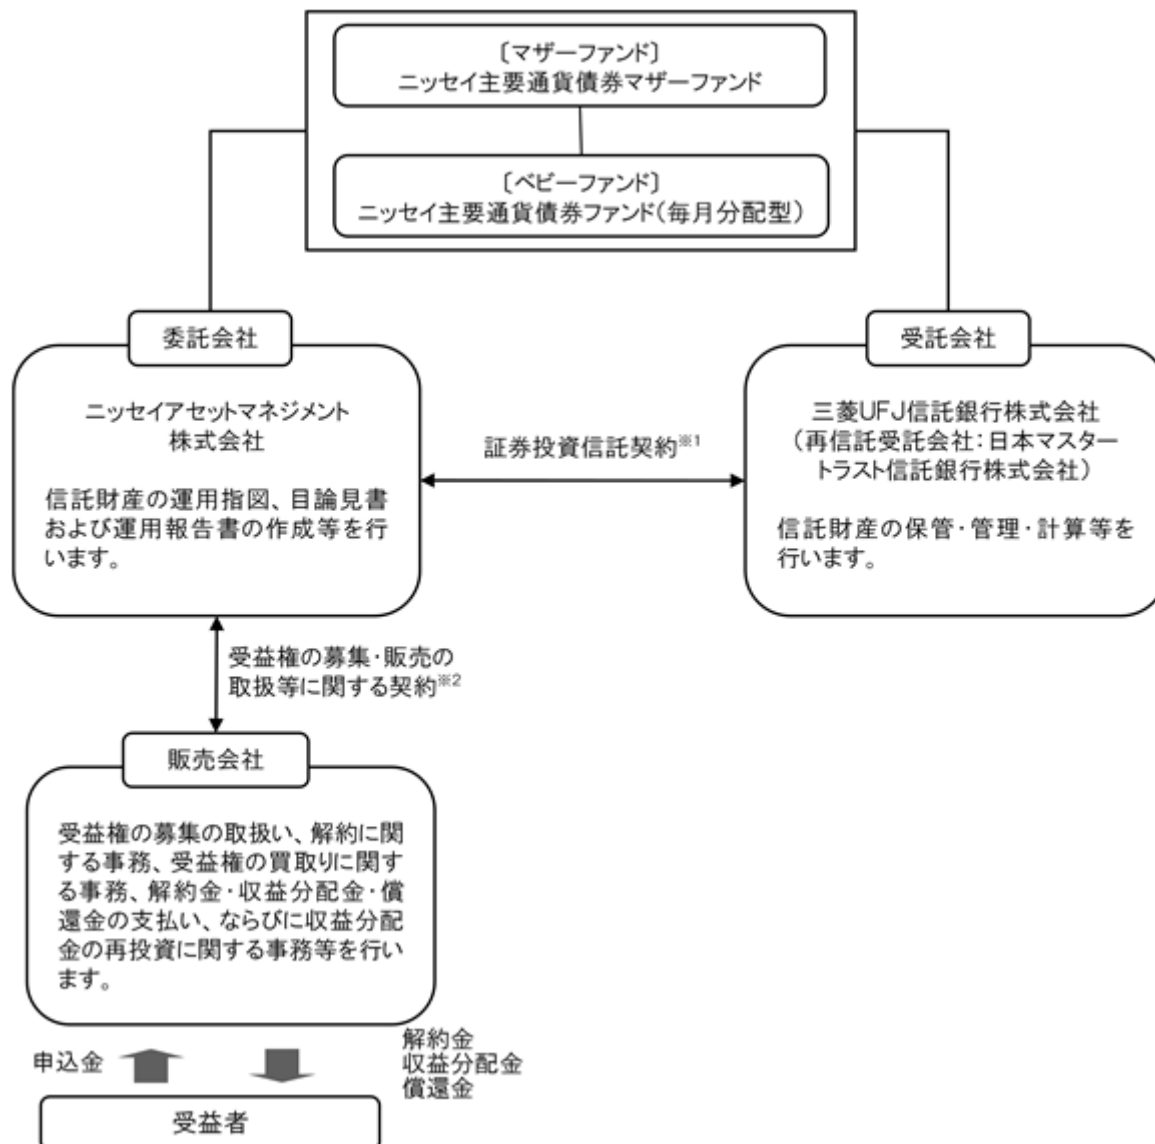 〔マザーファンド〕
ニッセイ主要通貨債券マザーファンド
〔ベビーファンド〕
ニッセイ主要通貨債券ファンド(毎月分配型)
委託会社
ニッセイアセットマネジメント
株式会社
信託財産の運用指図、目論見書
および運用報告書の作成等を行
います。
証券投資信託契約※1
受託会社
三菱UFJ信託銀行株式会社
(再信託受託会社:日本マスター
トラスト信託銀行株式会社)
信託財産の保管・管理・計算等を
行います。
受益権の募集・販売の
取扱等に関する契約※2
販売会社
受益権の募集の取扱い、解約に関
する事務、受益権の買取りに関す
る事務、解約金・収益分配金・償
還金の支払い、ならびに収益分配
金の再投資に関する事務等を行い
ます。
申込金
解約金
収益分配金
償還金
受益者